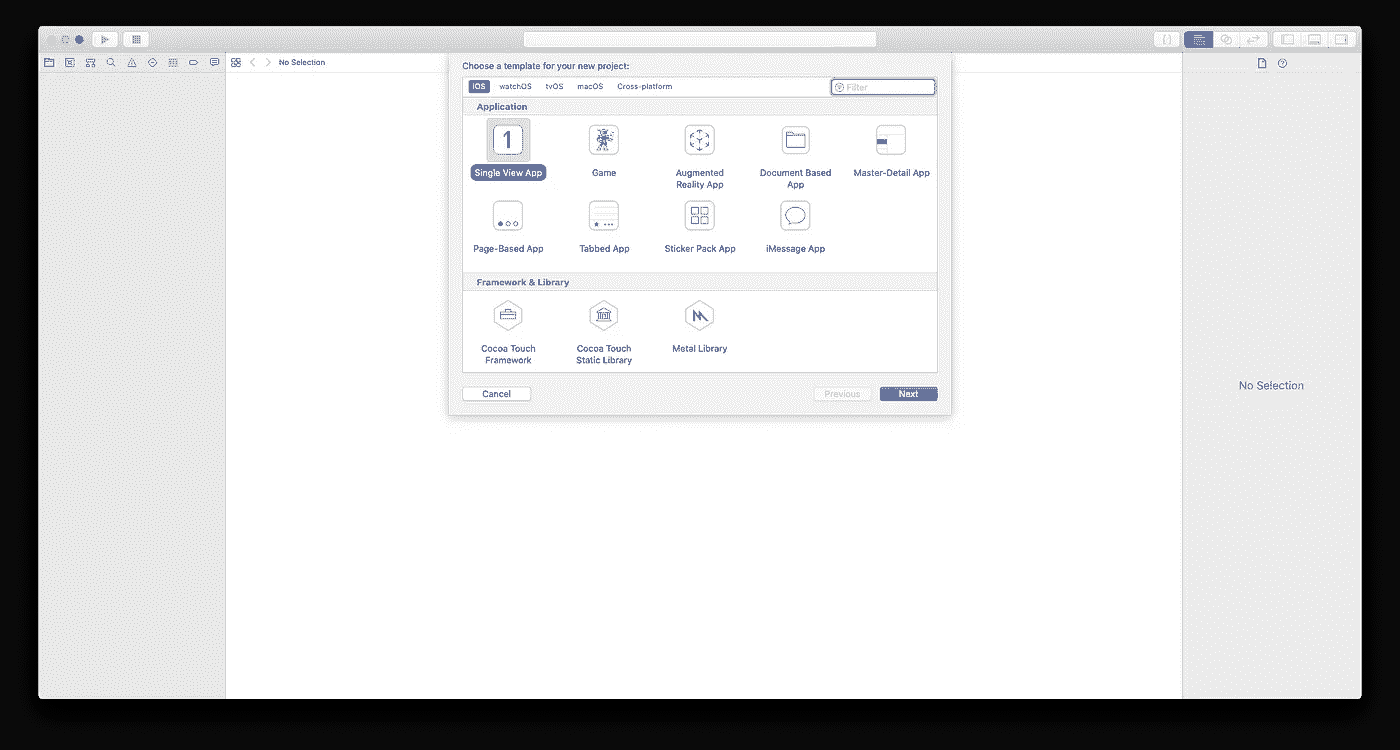 No Selection
Choose a template for your new project:
iOS watchOS tvOS macOS Cross-platform
Filter
Application
1
Single View App
Game
Augmented
Reality App
Document Based
App
Master-Detail App
Page-Based App
Tabbed App
Sticker Pack App
iMessage App
Framework & Library
Cocoa Touch
Framework
Cocoa Touch
Static Library
Metal Library
Cancel
Previous
Next
No Selection